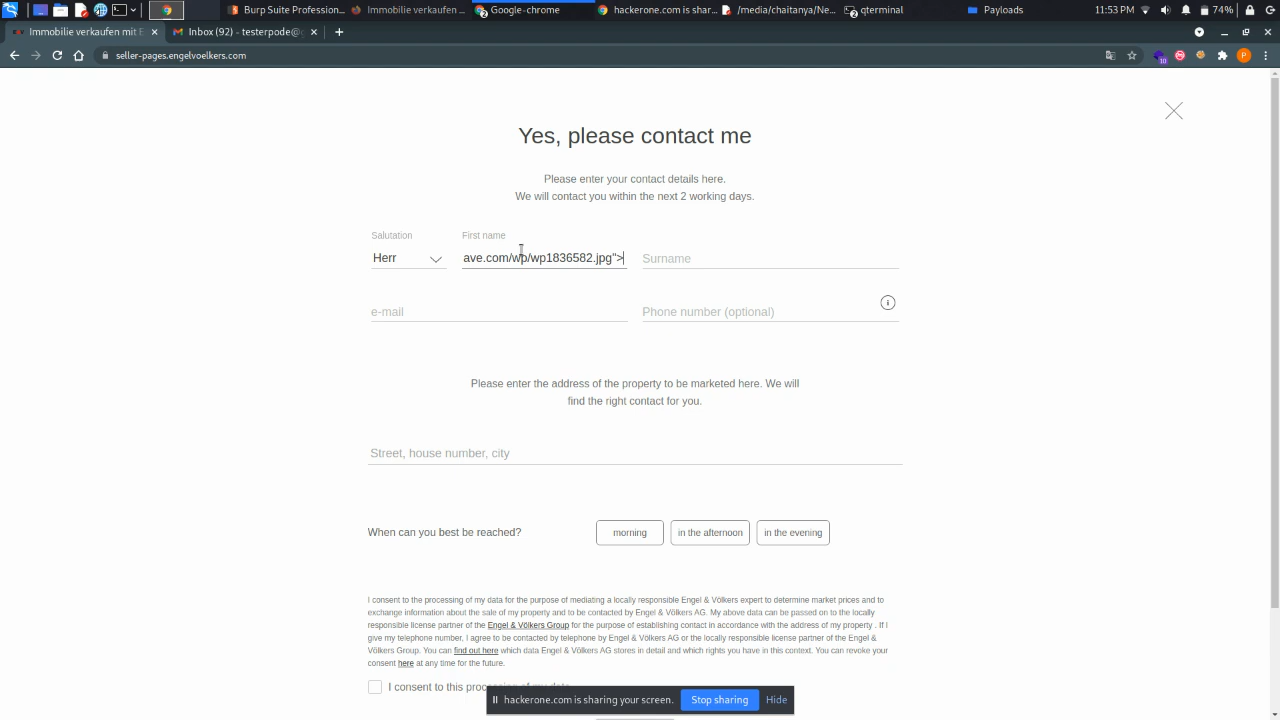 Burp Suite Professio...
Immobilie verkaufen ...
Google-chrome
hackerone.com is shar...
/mnt/chaitanya/Ne...
qterminal
Payloads
11:53 PM
74%
Immobilie verkaufen mit E
Inbox (92) - testerpode@g
seller-pages.engelvoelkers.com
Yes, please contact me
Please enter your contact details here.
We will contact you within the next 2 working days.
Salutation
First name
Herr
ave.com/wp/wp1836582.jpg">
Surname
e-mail
Phone number (optional)
Please enter the address of the property to be marketed here. We will
find the right contact for you.
Street, house number, city
When can you best be reached?
morning
in the afternoon
in the evening
I consent to the processing of my data for the purpose of mediating a locally responsible Engel & Völkers expert to determine market prices and to
exchange information about the sale of my property and to be contacted by Engel & Völkers AG. My above data can be passed on to the locally
responsible license partner of the Engel & Völkers Group for the purpose of establishing contact in accordance with the address of my property . If I
give my telephone number, I agree to be contacted by telephone by Engel & Völkers AG or the locally responsible license partner of the Engel &
Völkers Group. You can find out here which data Engel & Völkers AG stores in detail and which rights you have in this context. You can revoke your
consent here at any time for the future.
I consent to this processing of my data
hackerone.com is sharing your screen.
Stop sharing
Hide